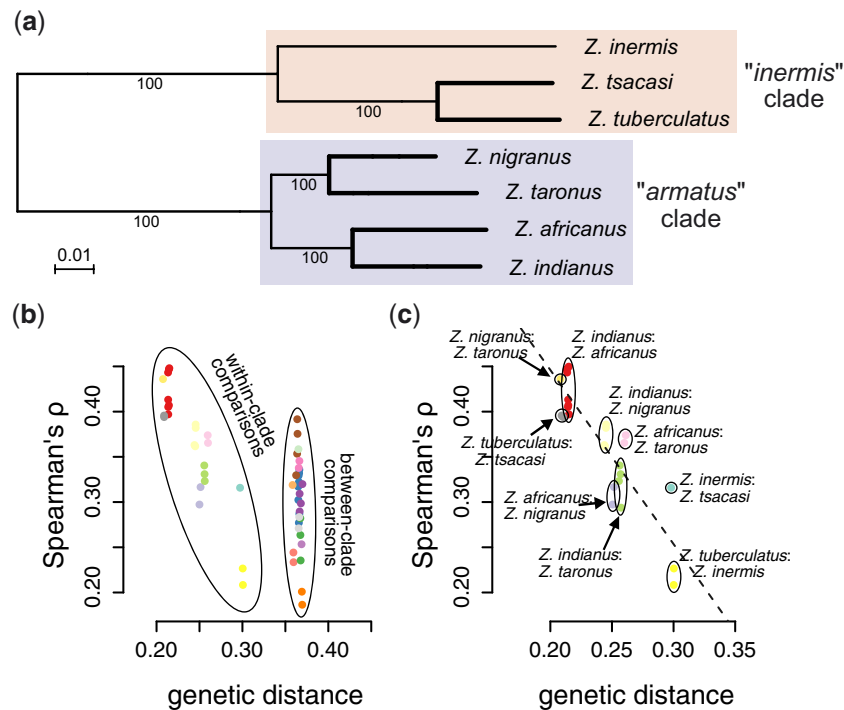 (a)
Z. inermis
Z. tsacasi
Z. tuberculatus
"inermis"
clade
100
100
Z. nigranus
Z. taronus
Z. africanus
Z. indianus
"armatus"
clade
100
100
100
0.01
(b)
Spearman's ρ
0.20
0.30
0.40
within-clade
comparisons
between-clade
comparisons
0.20
0.30
0.40
genetic distance
(c)
Spearman's ρ
0.20
0.30
0.40
Z. nigranus:
Z. taronus
Z. indianus:
Z. africanus
Z. indianus:
Z. nigranus
Z. tuberculatus:
Z. tsacasi
Z. africanus:
Z. taronus
Z. africanus:
Z. nigranus
Z. inermis:
Z. tsacasi
Z. indianus:
Z. taronus
Z. tuberculatus:
Z. inermis
0.20
0.25
0.30
0.35
genetic distance